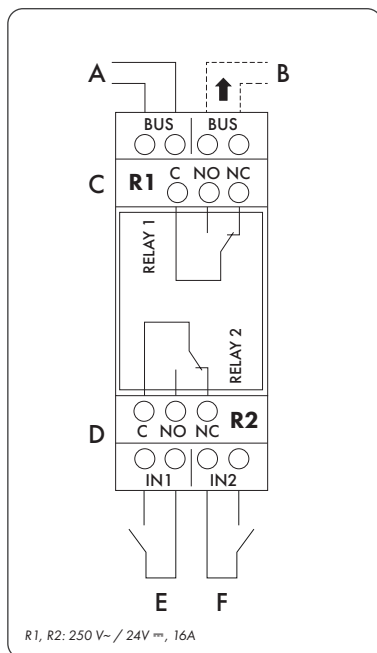 A B
BUS BUS
C R1 C NO NC
RELAY 1
RELAY 2
D C NO NC R2
IN1 IN2
E F
R1, R2: 250 V~ / 24V ⎓, 16A